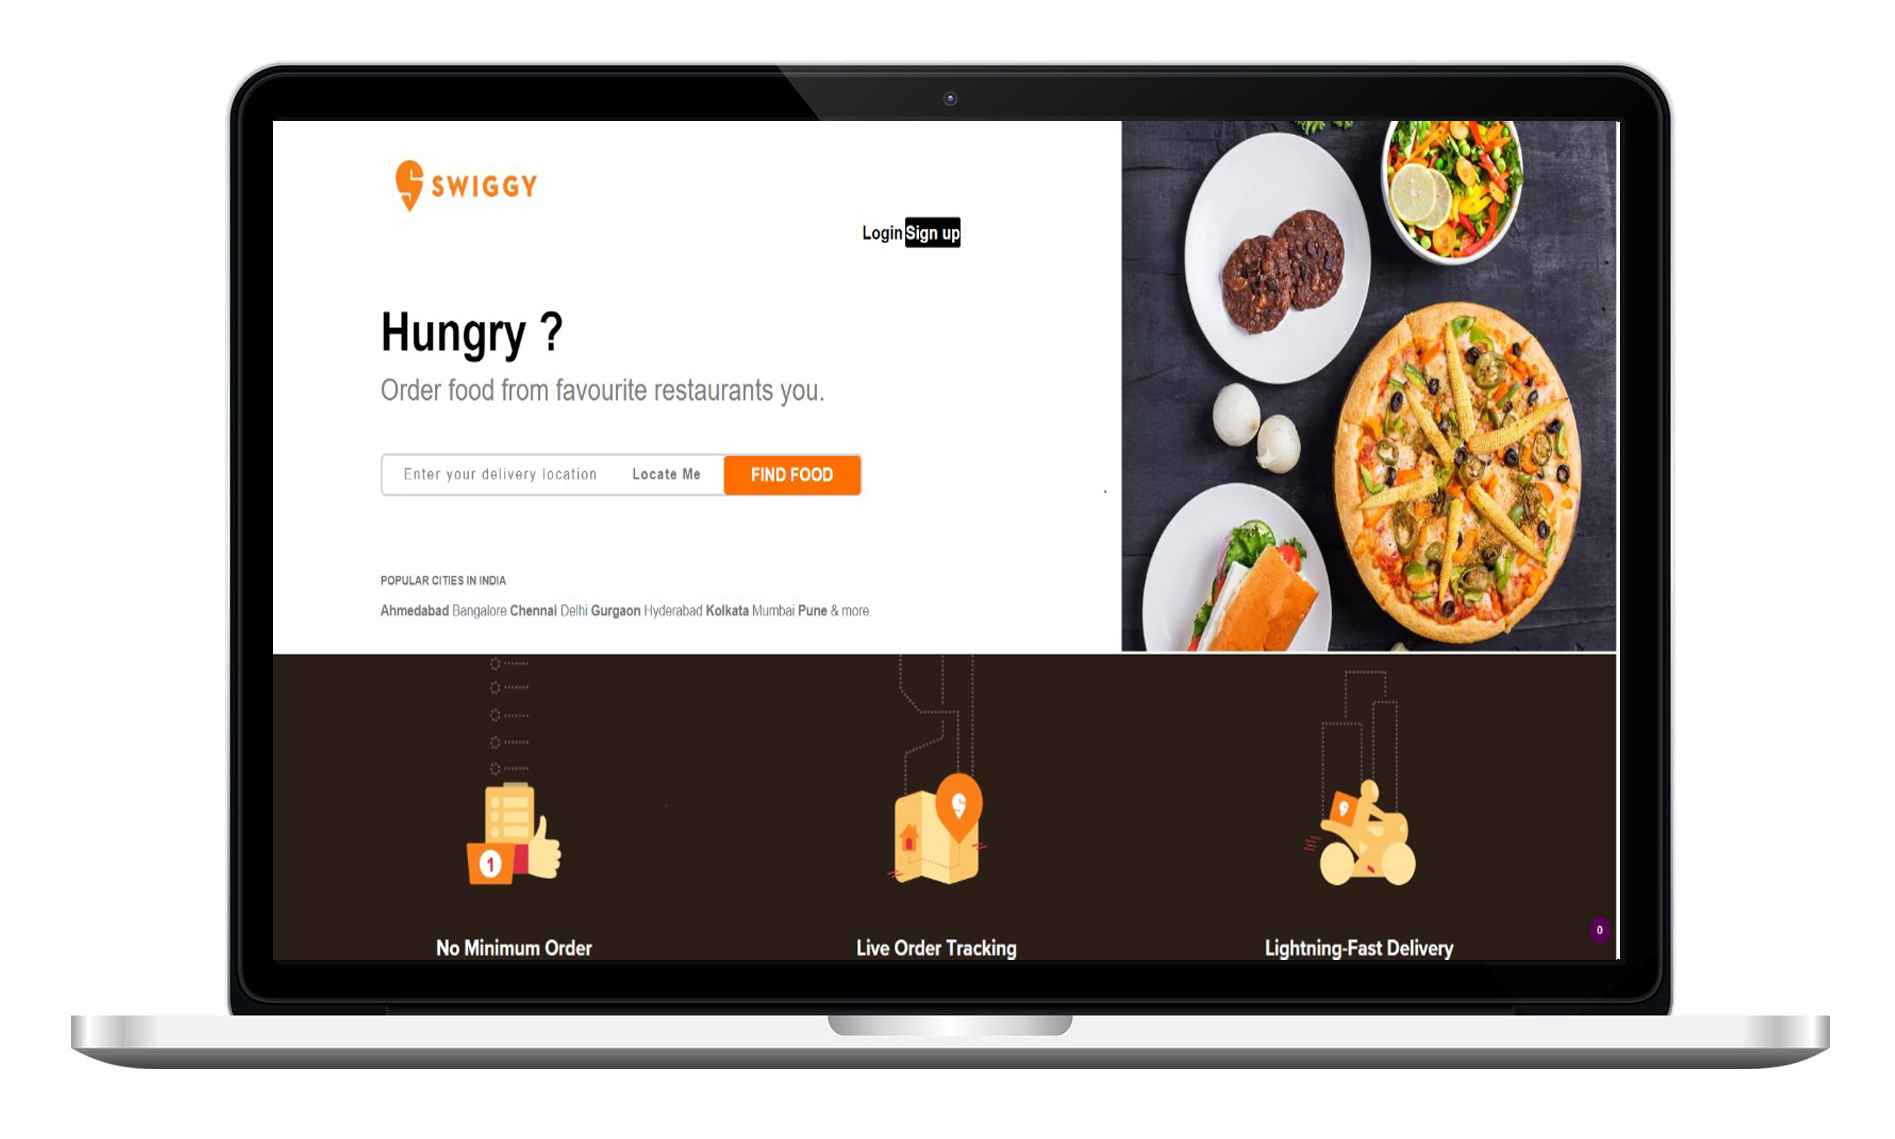 SWIGGY
Login Sign up
Hungry ?
Order food from favourite restaurants you.
Enter your delivery location Locate Me FIND FOOD
POPULAR CITIES IN INDIA
Ahmedabad Bangalore Chennai Delhi Gurgaon Hyderabad Kolkata Mumbai Pune & more.
1
No Minimum Order Live Order Tracking Lightning-Fast Delivery
0